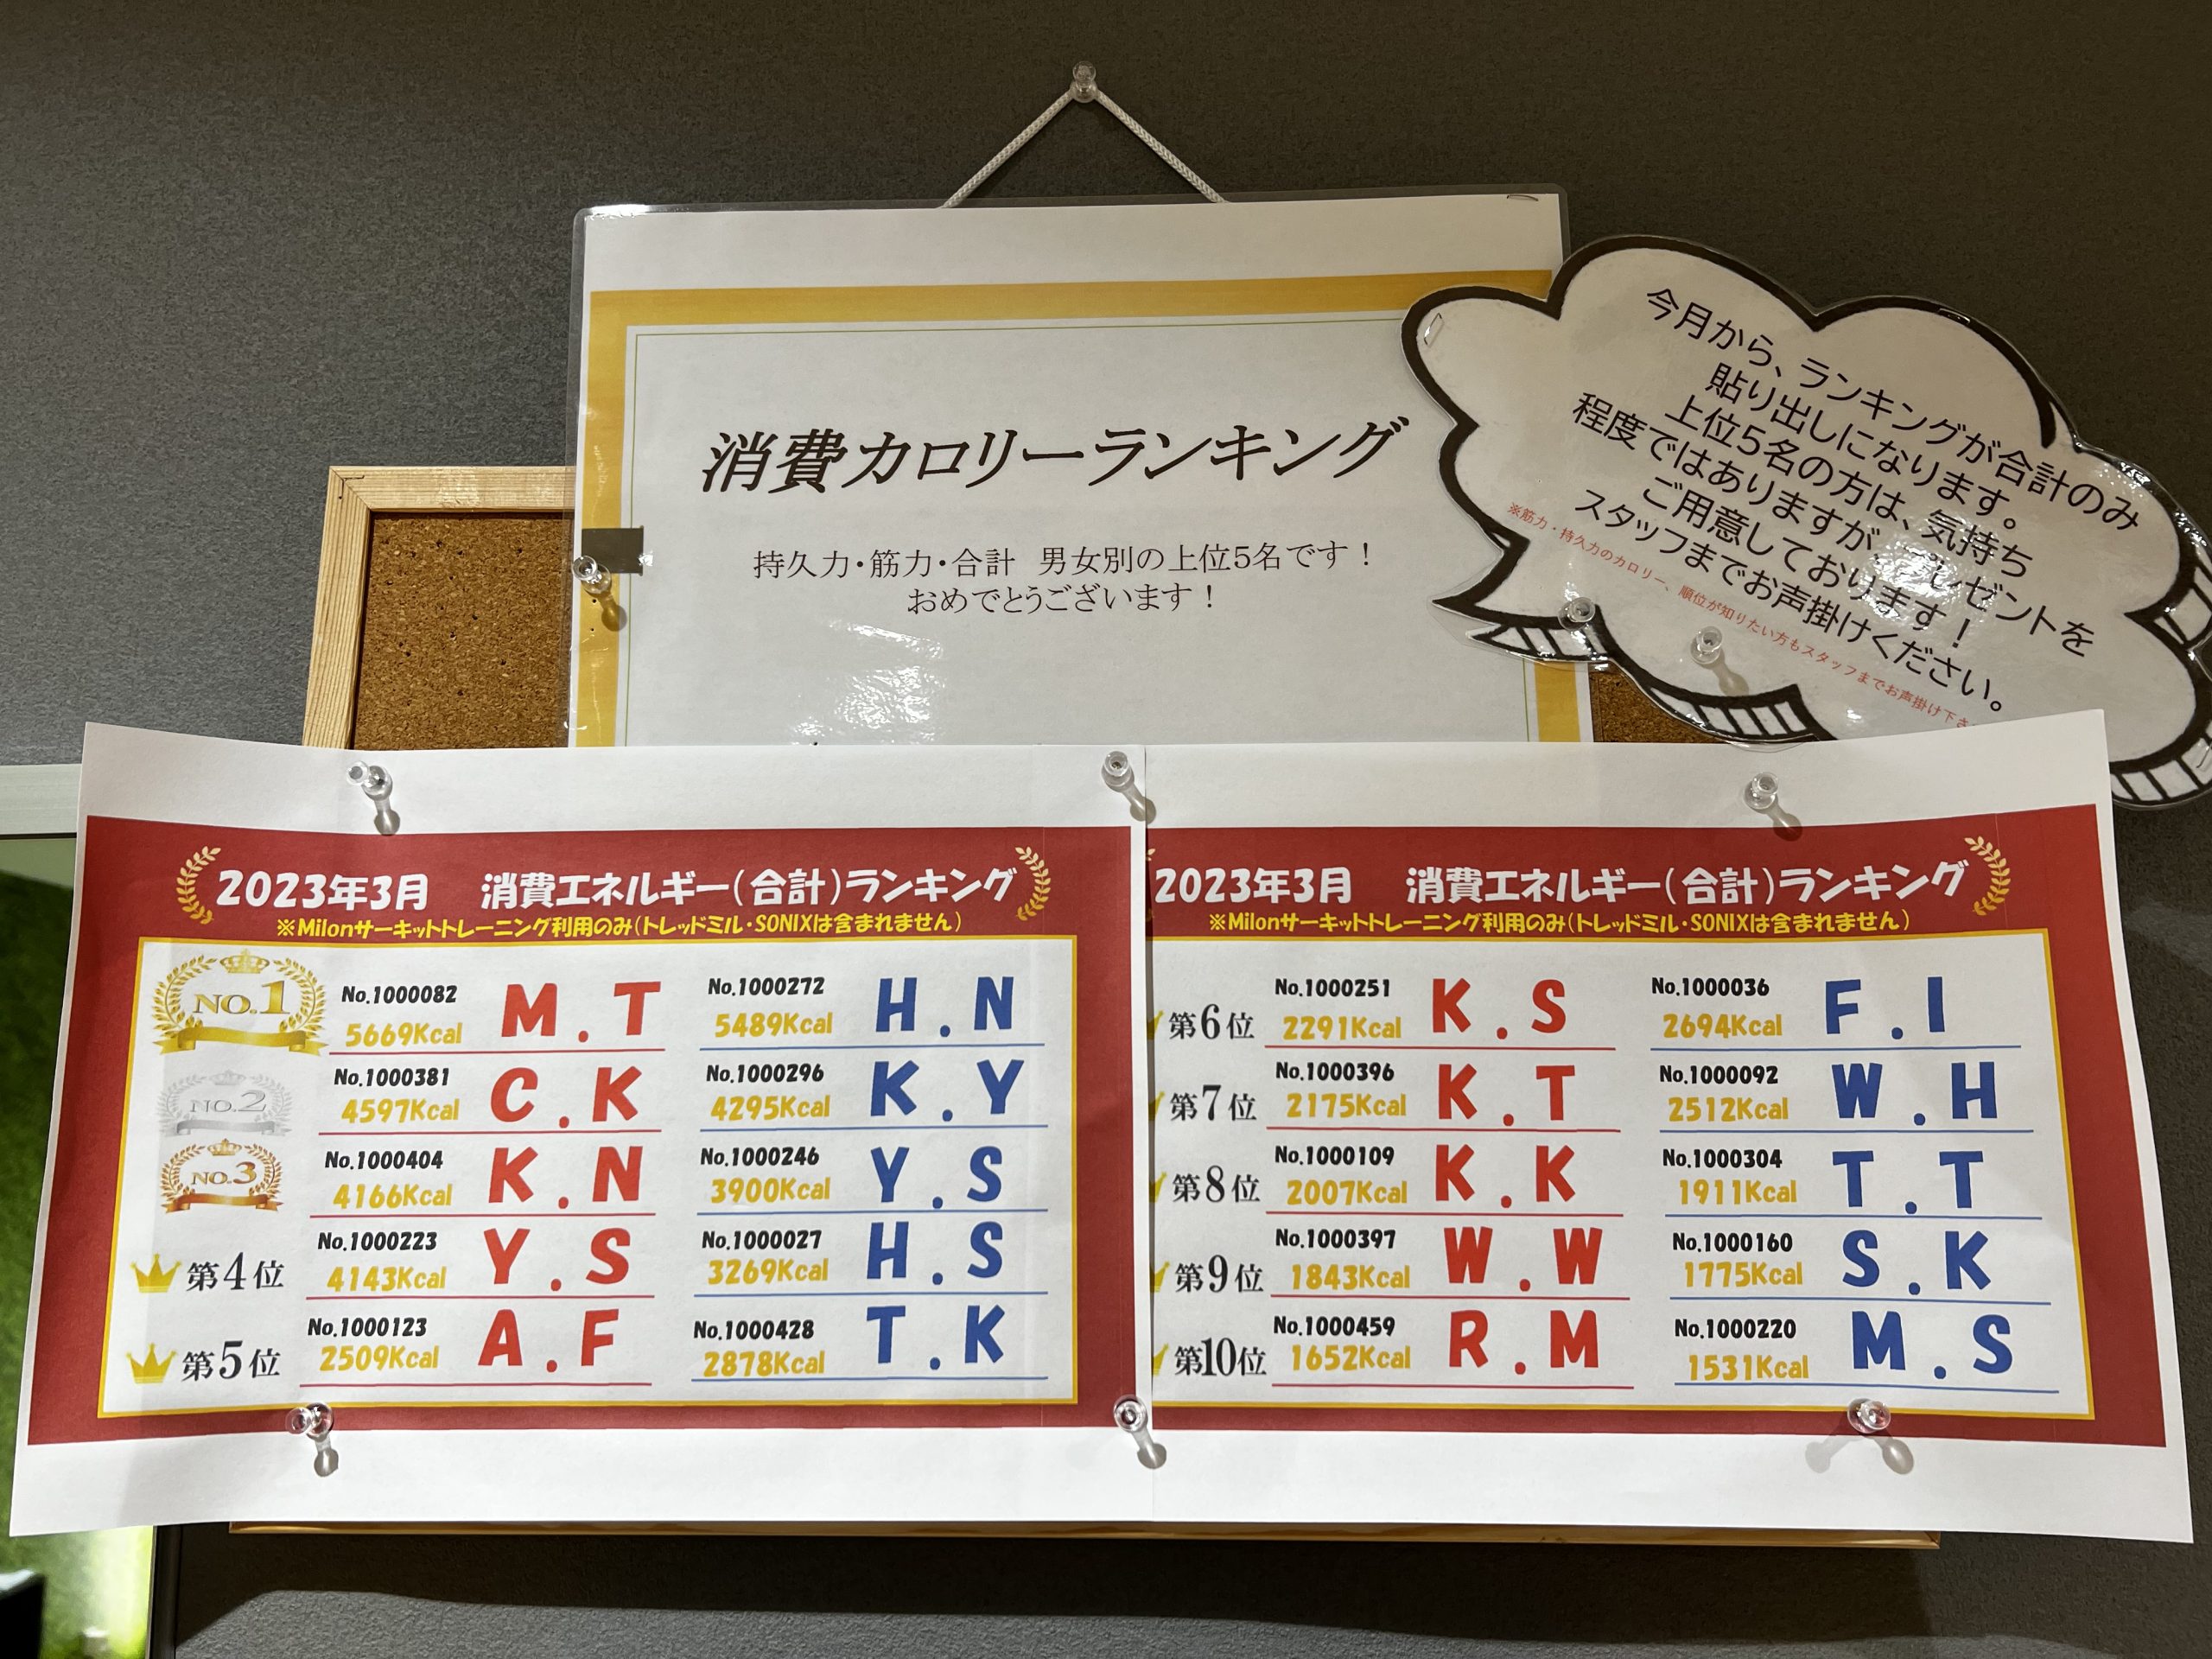 消費カロリーランキング
持久力・筋力・合計 男女別の上位5名です！
おめでとうございます！
今月から、ランキングが合計のみ
貼り出しになります。
上位5名の方は、気持ち
程度ではありますが、プレゼントを
ご用意しております！
スタッフまでお声掛けください。
※筋力・持久力のカロリー、順位が知りたい方もスタッフまでお声掛け下さ
2023年3月 消費エネルギー(合計)ランキング
※Milonサーキットトレーニング利用のみ(トレッドミル・SONIXは含まれません)
NO.1 No.1000082 5669Kcal M.T No.1000272 5489Kcal H.N
NO.2 No.1000381 4597Kcal C.K No.1000296 4295Kcal K.Y
NO.3 No.1000404 4166Kcal K.N No.1000246 3900Kcal Y.S
第4位 No.1000223 4143Kcal Y.S No.1000027 3269Kcal H.S
第5位 No.1000123 2509Kcal A.F No.1000428 2878Kcal T.K
2023年3月 消費エネルギー(合計)ランキング
※Milonサーキットトレーニング利用のみ(トレッドミル・SONIXは含まれません)
第6位 No.1000251 2291Kcal K.S No.1000036 2694Kcal F.I
第7位 No.1000396 2175Kcal K.T No.1000092 2512Kcal W.H
第8位 No.1000109 2007Kcal K.K No.1000304 1911Kcal T.T
第9位 No.1000397 1843Kcal W.W No.1000160 1775Kcal S.K
第10位 No.1000459 1652Kcal R.M No.1000220 1531Kcal M.S